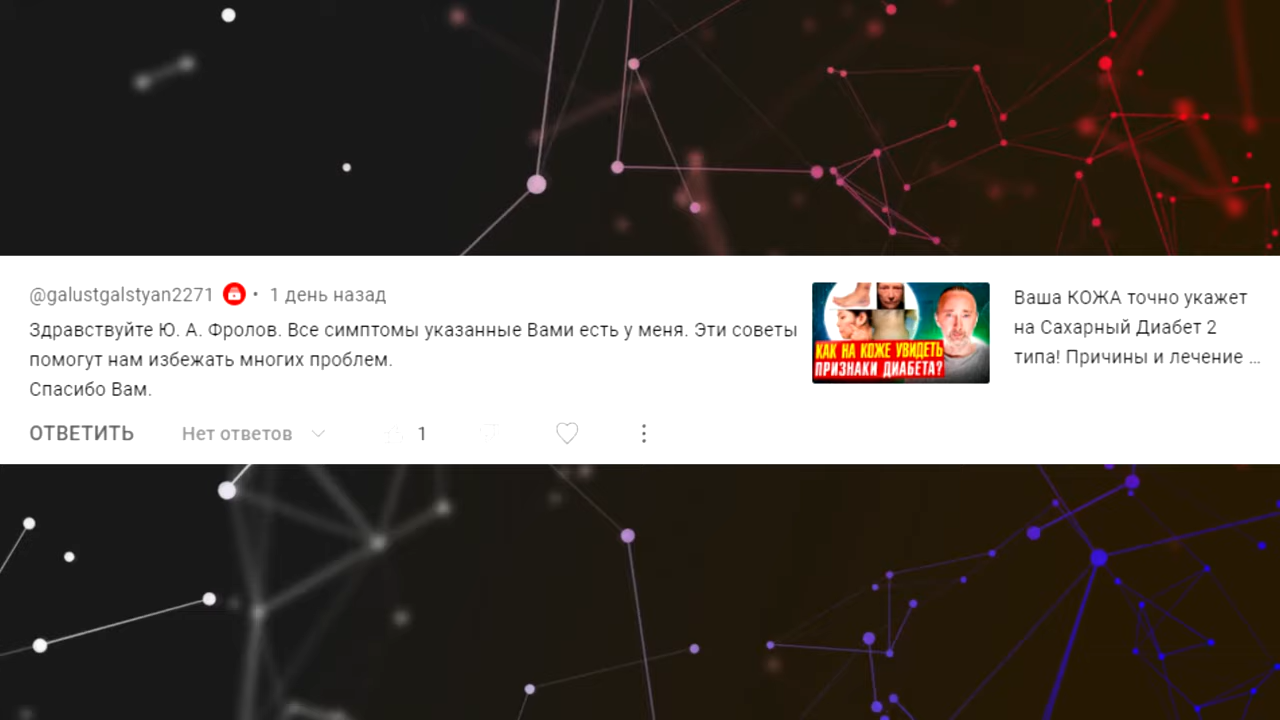 @galustgalstyan2271 • 1 день назад
Здравствуйте Ю. А. Фролов. Все симптомы указанные Вами есть у меня. Эти советы
помогут нам избежать многих проблем.
Спасибо Вам.
ОТВЕТИТЬ Нет ответов 1
КАК НА КОЖЕ УВИДЕТЬ
ПРИЗНАКИ ДИАБЕТА?
Ваша КОЖА точно укажет
на Сахарный Диабет 2
типа! Причины и лечение ...